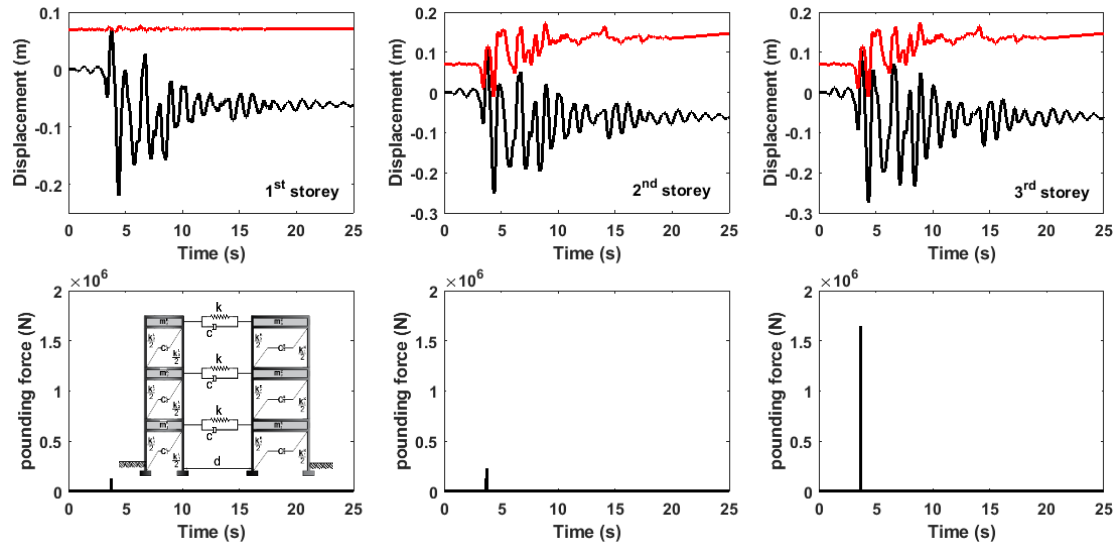 0.1
0
-0.1
-0.2
Displacement (m)
1st storey
0 5 10 15 20 25
Time (s)
0.2
0.1
0
-0.1
-0.2
-0.3
Displacement (m)
2nd storey
0 5 10 15 20 25
Time (s)
0.2
0.1
0
-0.1
-0.2
-0.3
Displacement (m)
3rd storey
0 5 10 15 20 25
Time (s)
×10^6
2
1.5
1
0.5
0
pounding force (N)
k
c
k
c
k
c
d
0 5 10 15 20 25
Time (s)
×10^6
2
1.5
1
0.5
0
pounding force (N)
0 5 10 15 20 25
Time (s)
×10^6
2
1.5
1
0.5
0
pounding force (N)
0 5 10 15 20 25
Time (s)